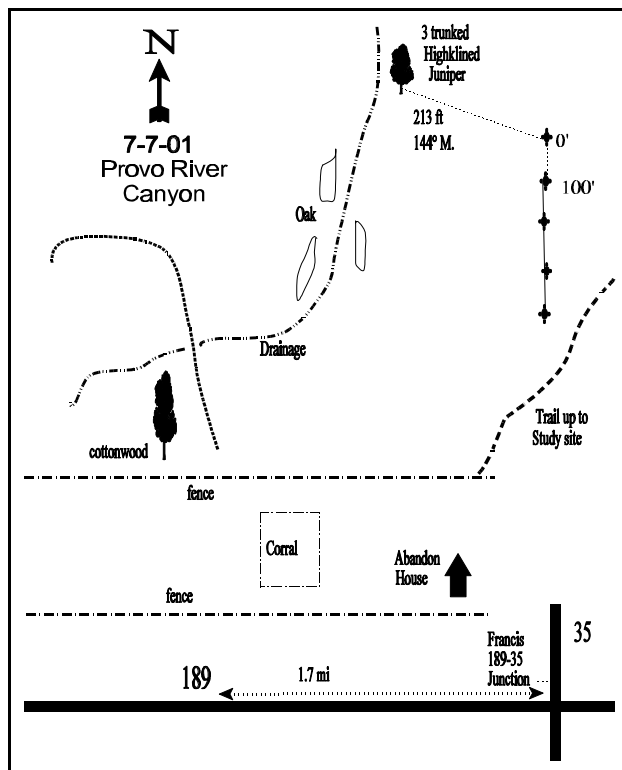 N
7-7-01
Provo River
Canyon
3 trunked
Highklined
Juniper
213 ft
144º M.
0'
100'
Oak
Drainage
Trail up to
Study site
cottonwood
fence
Corral
Abandon
House
fence
Francis
189-35
Junction
35
189
1.7 mi